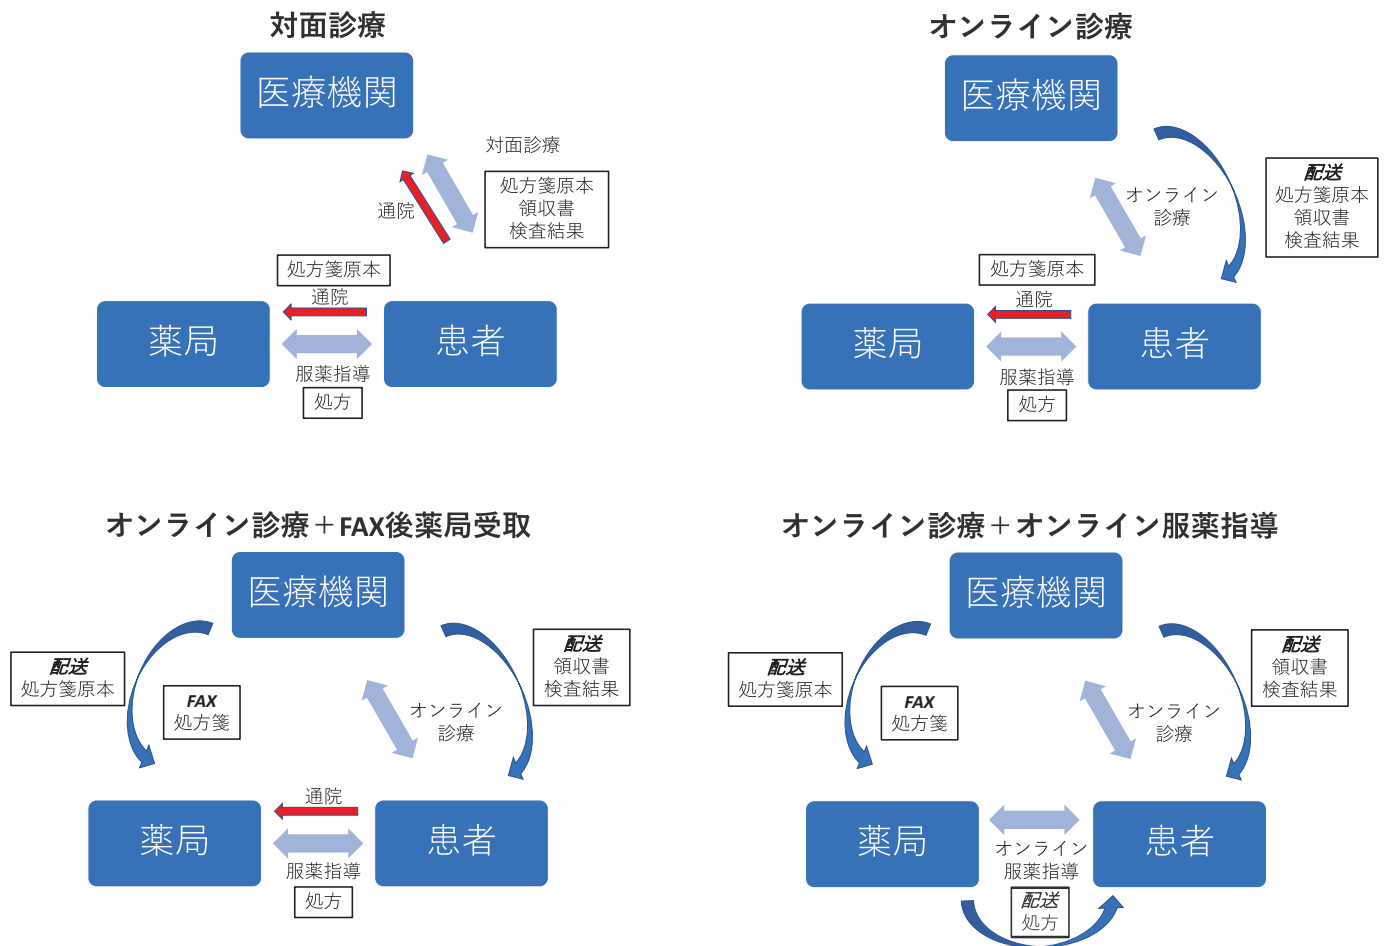 対面診療
医療機関
対面診療
処方箋原本
領収書
検査結果
通院
処方箋原本
通院
薬局
患者
服薬指導
処方
オンライン診療
医療機関
配送
処方箋原本
領収書
検査結果
オンライン
診療
処方箋原本
通院
薬局
患者
服薬指導
処方
オンライン診療＋FAX後薬局受取
医療機関
配送
処方箋原本
FAX
処方箋
配送
領収書
検査結果
オンライン
診療
通院
薬局
患者
服薬指導
処方
オンライン診療＋オンライン服薬指導
医療機関
配送
処方箋原本
FAX
処方箋
配送
領収書
検査結果
オンライン
診療
薬局
患者
オンライン
服薬指導
配送
処方